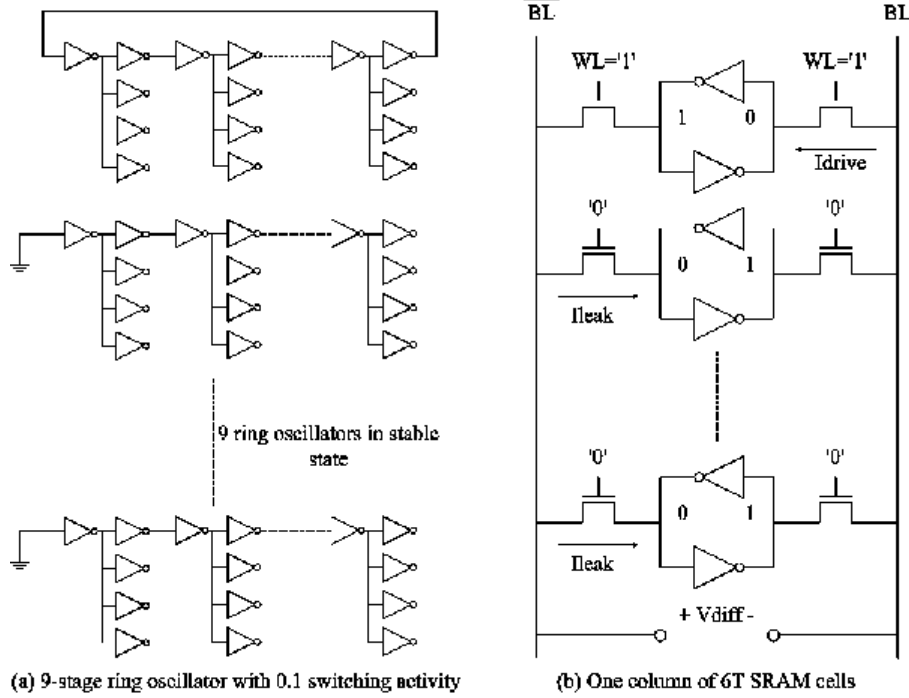 BL
BL
WL='1'
WL='1'
1
0
Idrive
'0'
'0'
0
1
Ileak
9 ring oscillators in stable
state
'0'
'0'
0
1
Ileak
+ Vdiff -
(a) 9-stage ring oscillator with 0.1 switching activity
(b) One column of 6T SRAM cells